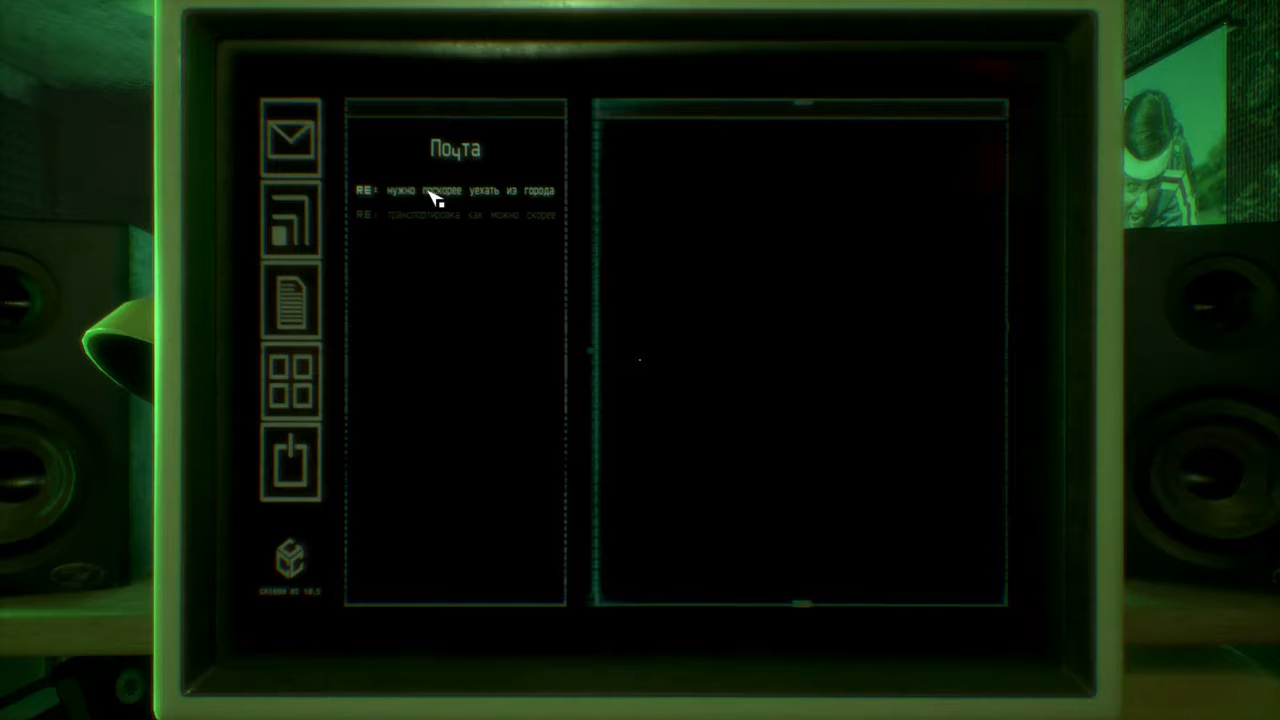 Почта
RE: нужно поскорее уехать из города
RE: транспортировка как можно скорее